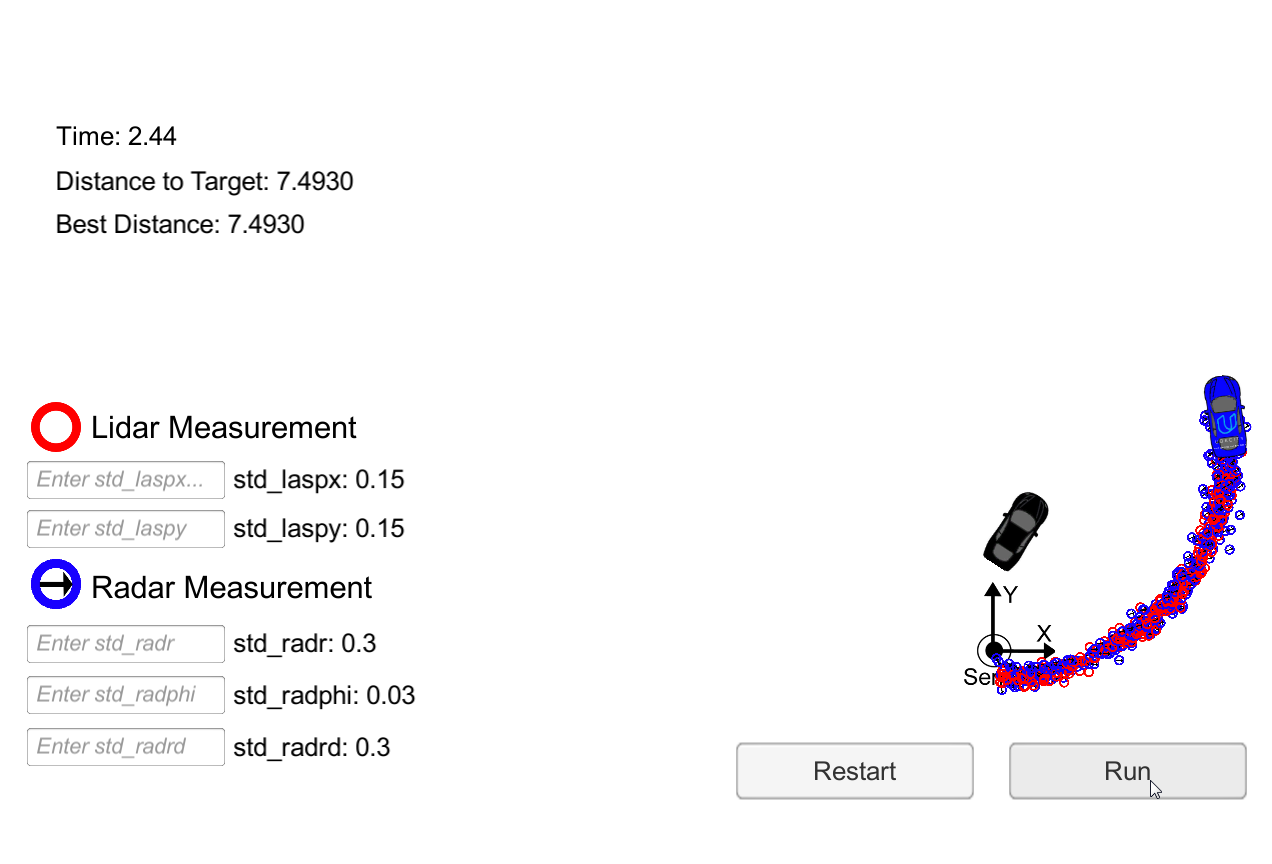 Time: 2.44
Distance to Target: 7.4930
Best Distance: 7.4930
Lidar Measurement
Enter std_laspx...
std_laspx: 0.15
Enter std_laspy
std_laspy: 0.15
Radar Measurement
Enter std_radr
std_radr: 0.3
Enter std_radphi
std_radphi: 0.03
Enter std_radrd
std_radrd: 0.3
Y
X
Restart
Run